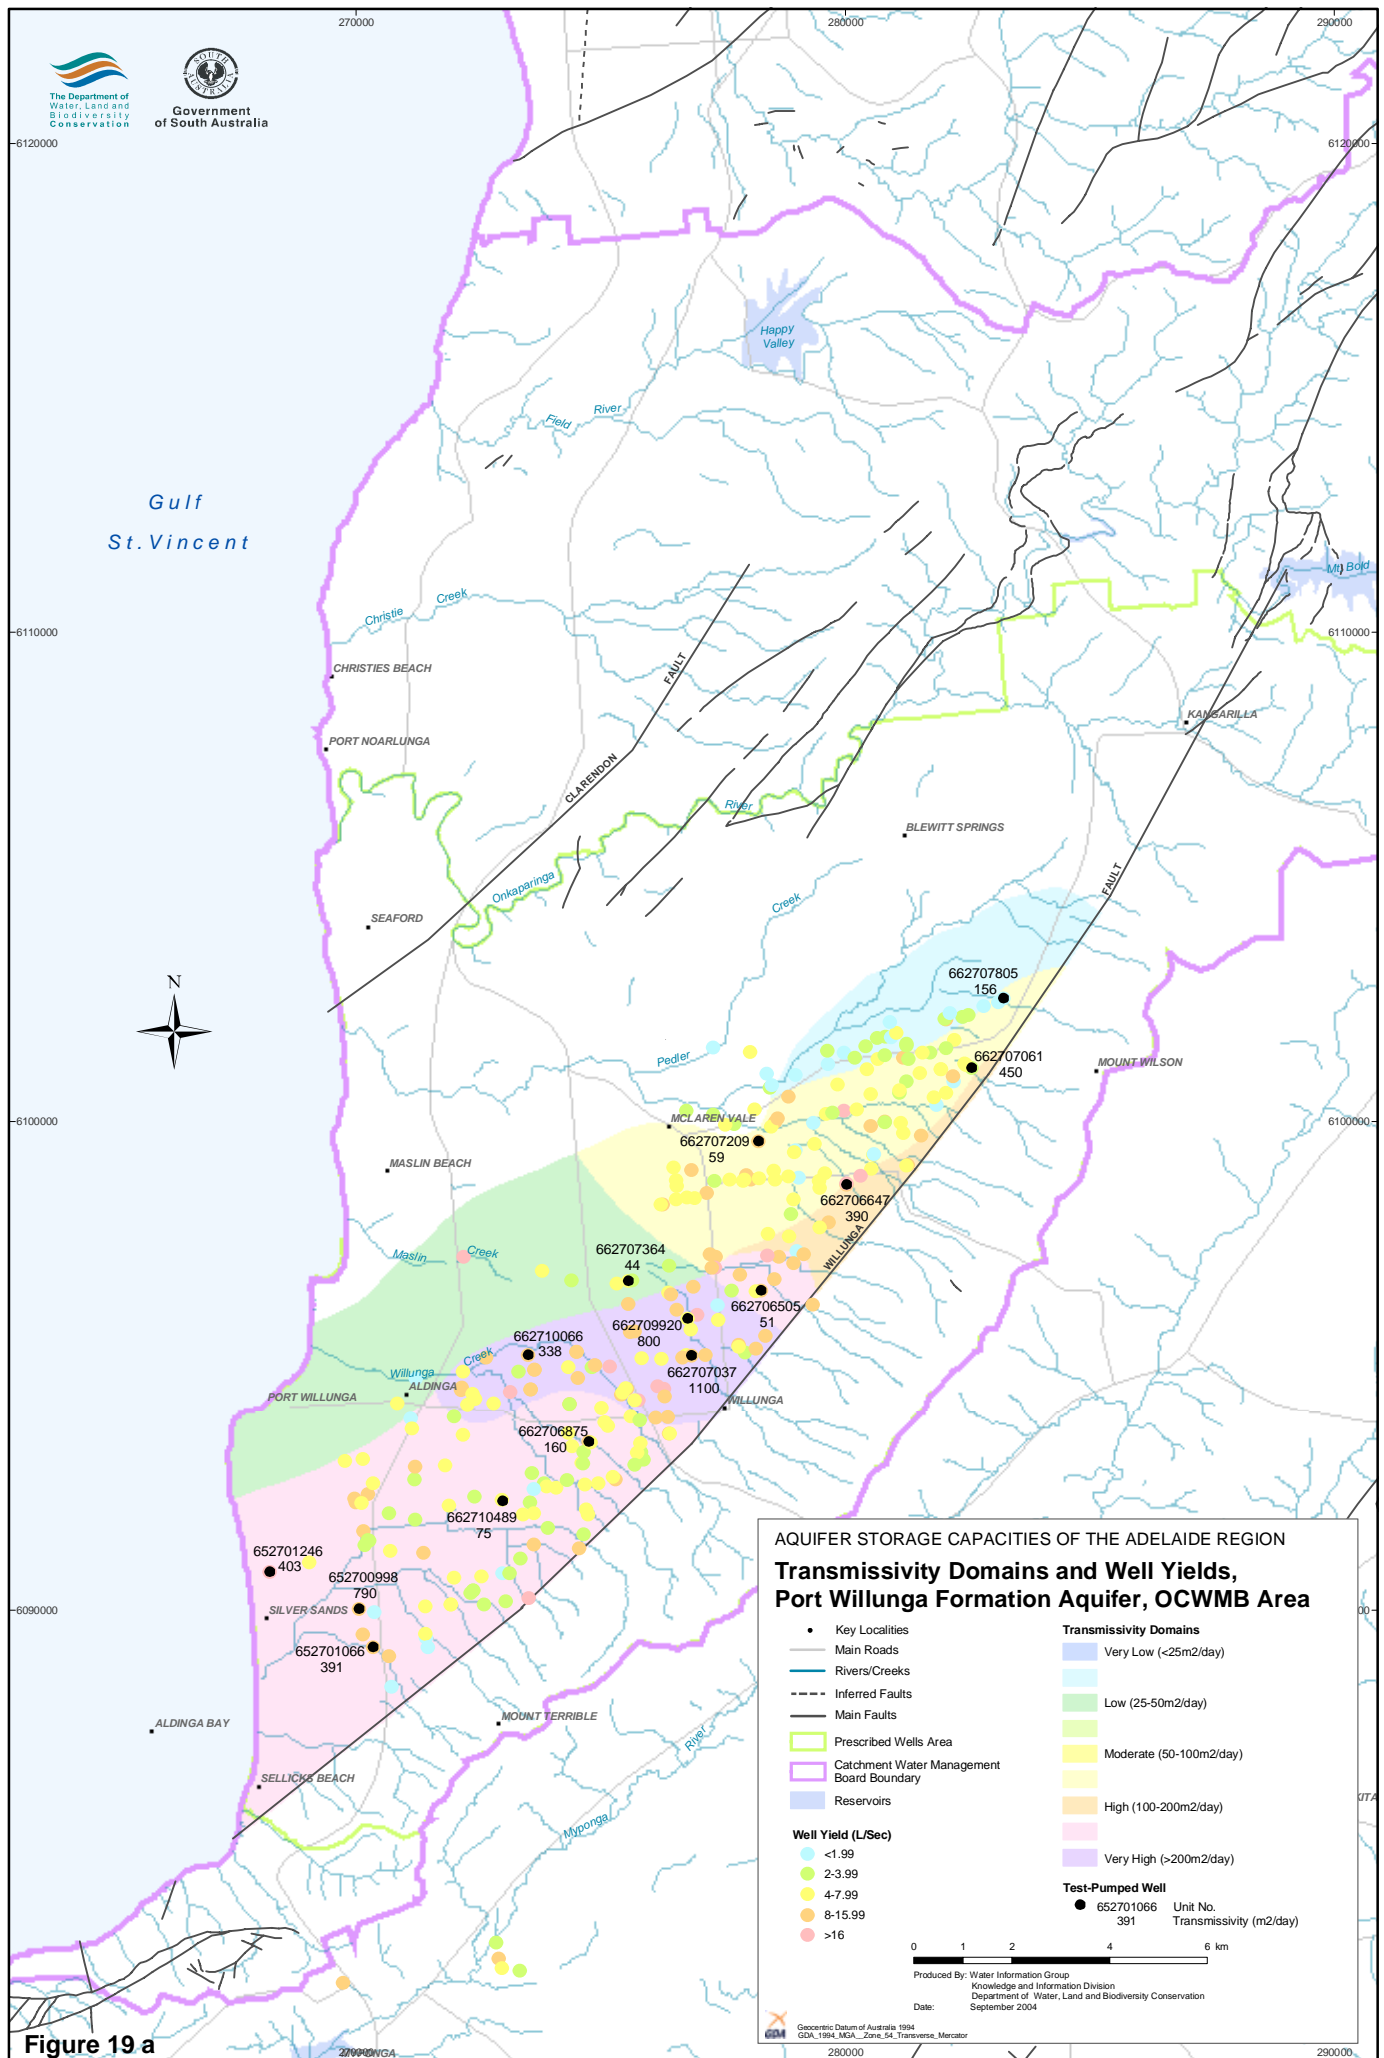 270000
280000
290000
The Department of
Water, Land and
Biodiversity
Conservation
SOUTH AUSTRALIA
Government
of South Australia
6120000
6120000
Happy
Valley
River
Field
Gulf
St. Vincent
Mt. Bold
Christie
Creek
6110000
6110000
CHRISTIES BEACH
FAULT
KANGARILLA
PORT NOARLUNGA
CLARENDON
River
BLEWITT SPRINGS
Onkaparinga
Creek
FAULT
SEAFORD
662707805
156
N
Pedler
662707061
450
MOUNT WILSON
6100000
6100000
MCLAREN VALE
662707209
59
MASLIN BEACH
662706647
390
WILLUNGA
Maslin
Creek
662707364
44
662706505
51
662709920
800
662710066
338
Creek
Willunga
662707037
1100
ALDINGA
PORT WILLUNGA
WILLUNGA
662706875
160
662710489
75
652701246
403
652700998
790
6090000
00
SILVER SANDS
652701066
391
ALDINGA BAY
MOUNT TERRIBLE
River
SELLICKS BEACH
Myponga
KITA
AQUIFER STORAGE CAPACITIES OF THE ADELAIDE REGION
Transmissivity Domains and Well Yields,
Port Willunga Formation Aquifer, OCWMB Area
Key Localities
Main Roads
Rivers/Creeks
Inferred Faults
Main Faults
Prescribed Wells Area
Catchment Water Management
Board Boundary
Reservoirs
Well Yield (L/Sec)
<1.99
2-3.99
4-7.99
8-15.99
>16
Transmissivity Domains
Very Low (<25m2/day)
Low (25-50m2/day)
Moderate (50-100m2/day)
High (100-200m2/day)
Very High (>200m2/day)
Test-Pumped Well
652701066 Unit No.
391 Transmissivity (m2/day)
0 1 2 4 6 km
Produced By: Water Information Group
Knowledge and Information Division
Department of Water, Land and Biodiversity Conservation
Date: September 2004
GDA
Geocentric Datum of Australia 1994
GDA_1994_MGA__Zone_54_Transverse_Mercator
Figure 19 a
270000
MYPONGA
280000
290000